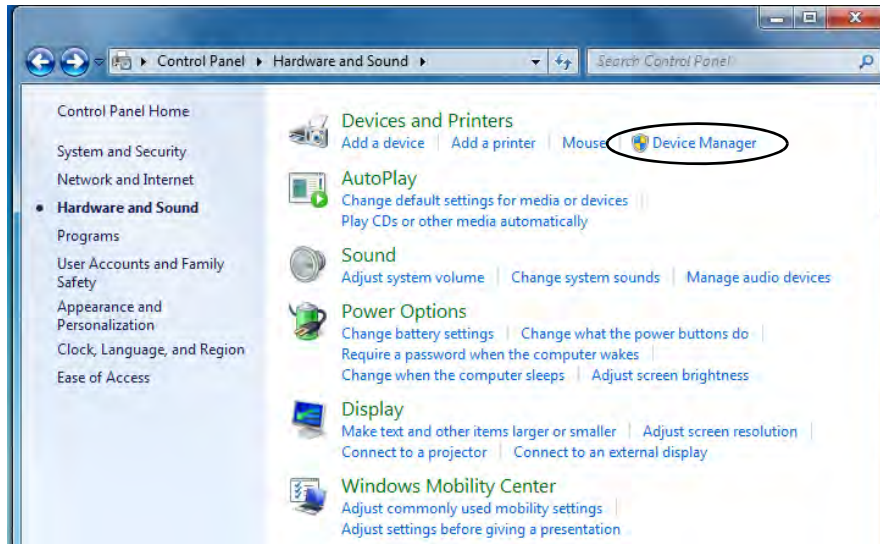 Control Panel Hardware and Sound
Search Control Panel
Control Panel Home
System and Security
Network and Internet
Hardware and Sound
Programs
User Accounts and Family
Safety
Appearance and
Personalization
Clock, Language, and Region
Ease of Access
Devices and Printers
Add a device Add a printer Mouse Device Manager
AutoPlay
Change default settings for media or devices
Play CDs or other media automatically
Sound
Adjust system volume Change system sounds Manage audio devices
Power Options
Change battery settings Change what the power buttons do
Require a password when the computer wakes
Change when the computer sleeps Adjust screen brightness
Display
Make text and other items larger or smaller Adjust screen resolution
Connect to a projector Connect to an external display
Windows Mobility Center
Adjust commonly used mobility settings
Adjust settings before giving a presentation